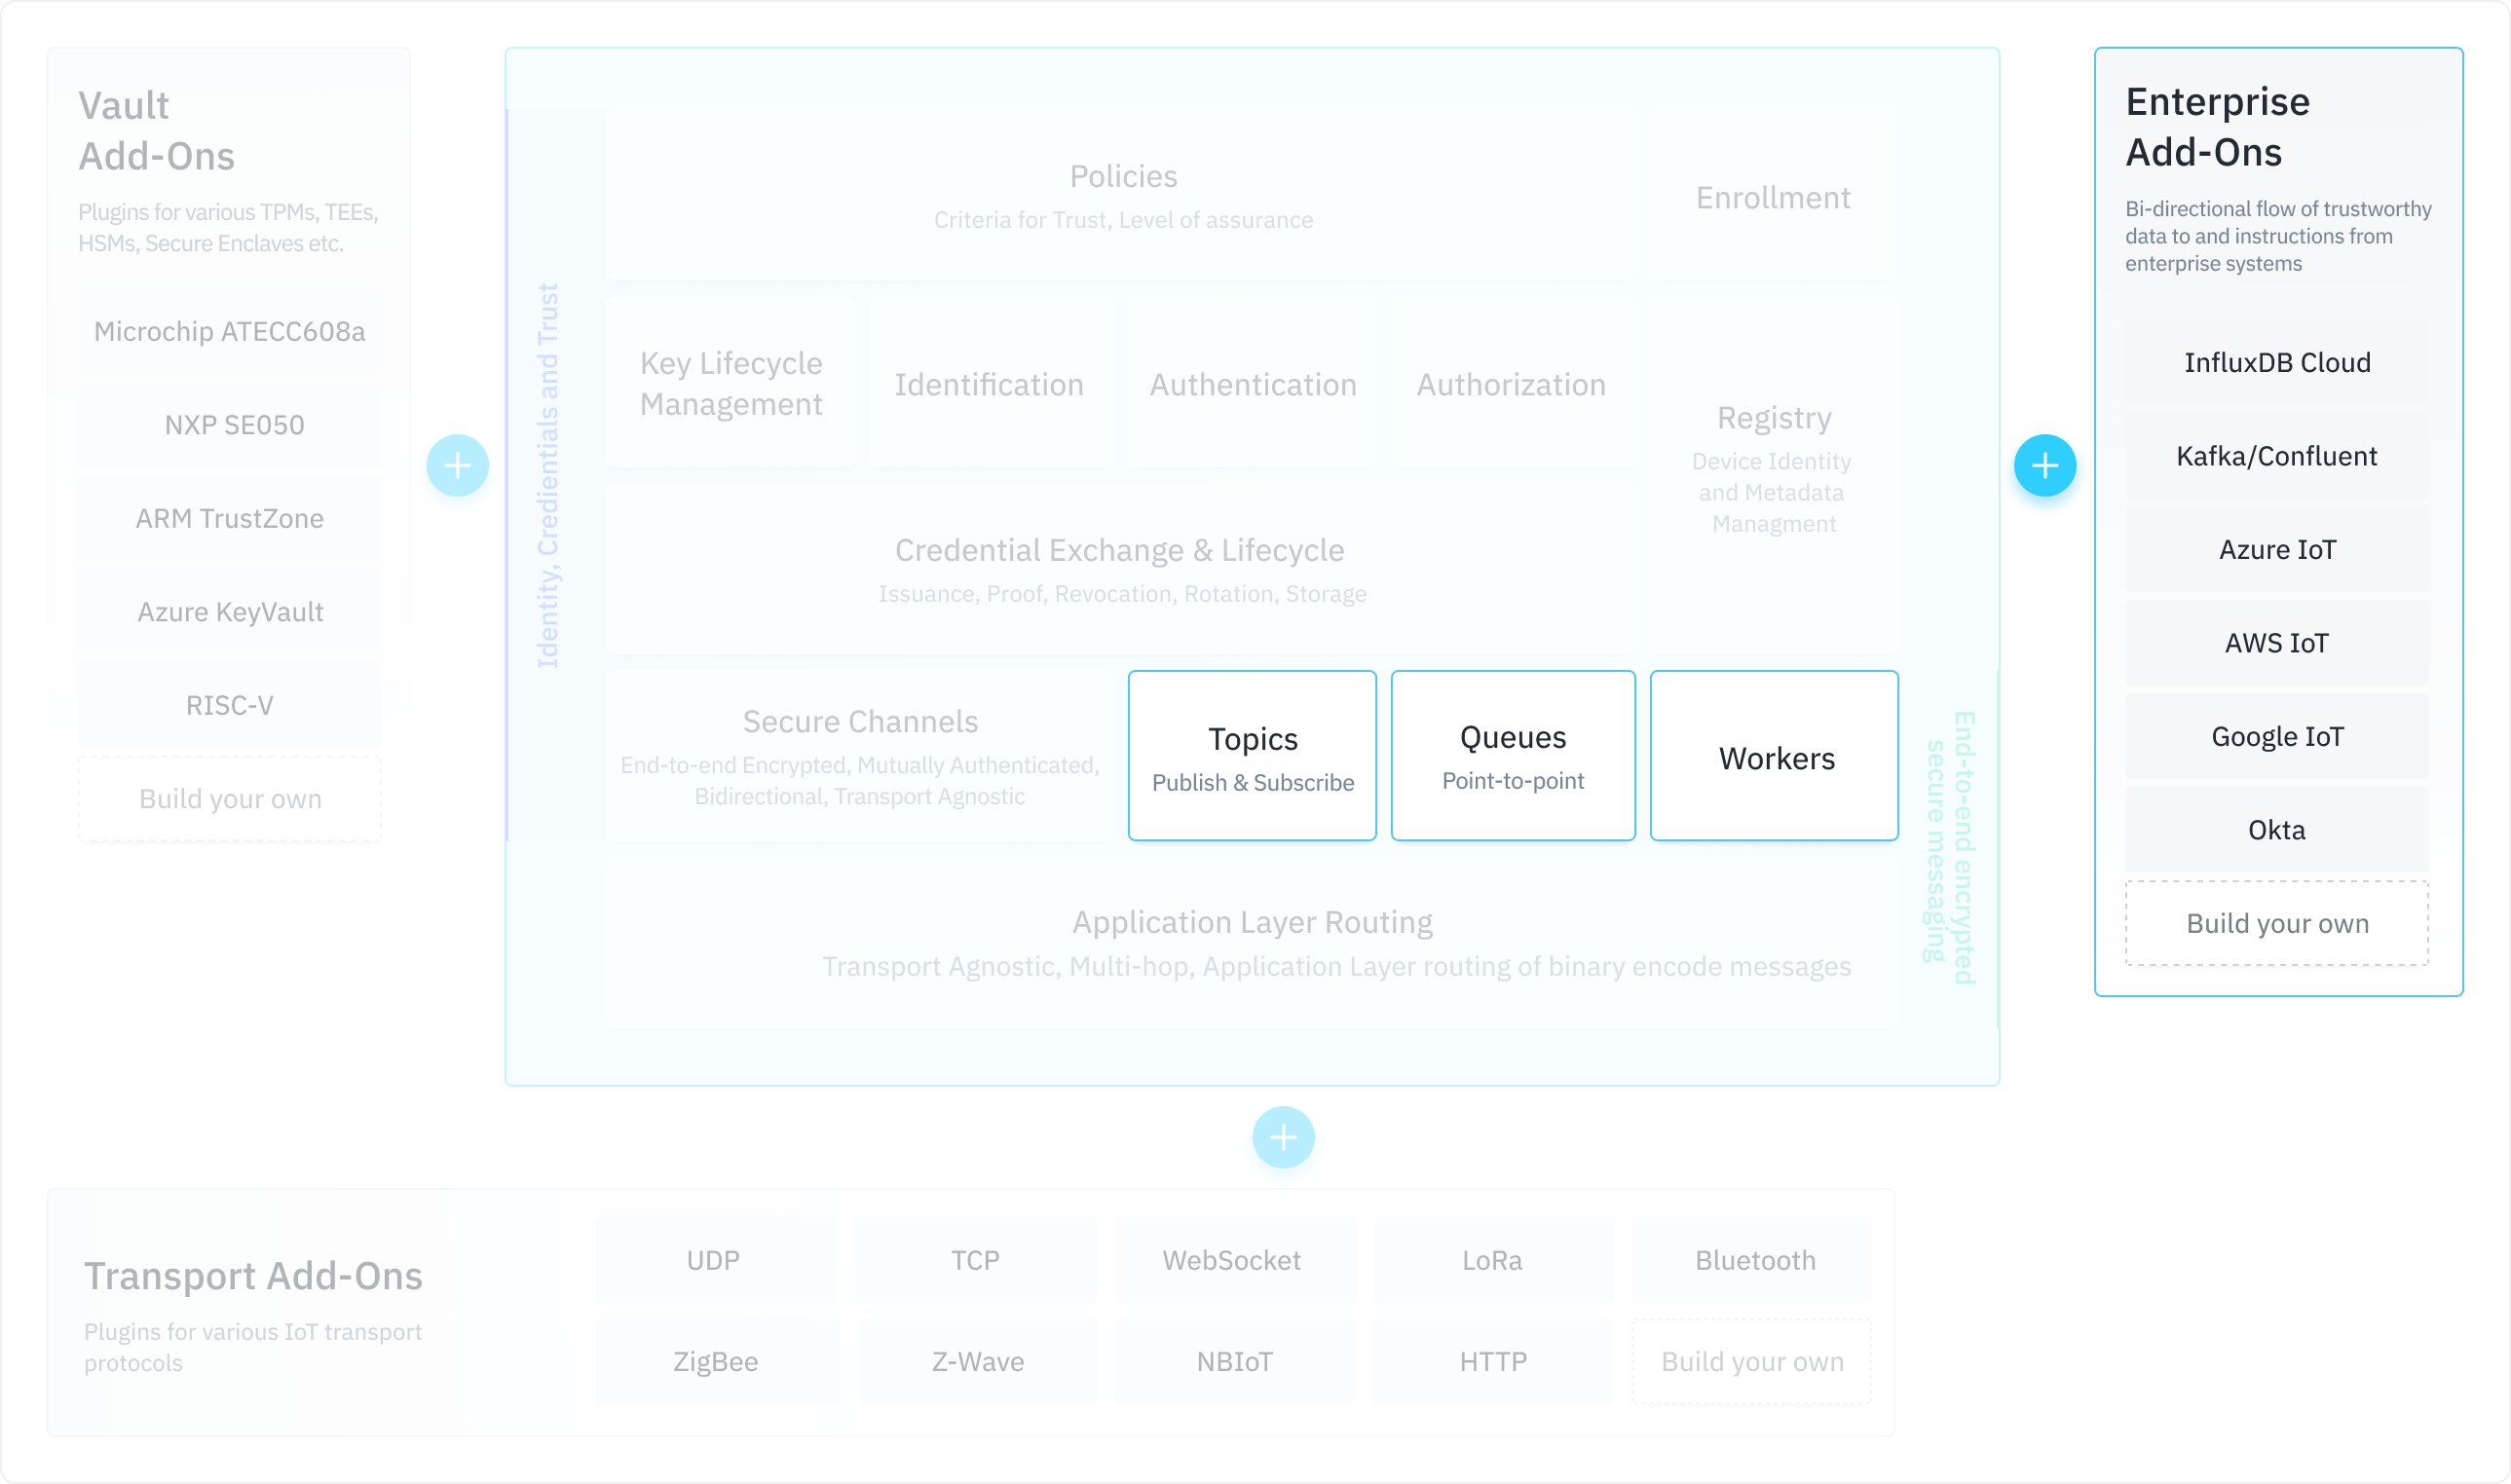 Vault
Add-Ons
Plugins for various TPMs, TEEs,
HSMs, Secure Enclaves etc.
Microchip ATECC608a
NXP SE050
ARM TrustZone
Azure KeyVault
RISC-V
Build your own
Identity, Credientials and Trust
Policies
Criteria for Trust, Level of assurance
Enrollment
Key Lifecycle
Management
Identification
Authentication
Authorization
Registry
Device Identity
and Metadata
Managment
Credential Exchange & Lifecycle
Issuance, Proof, Revocation, Rotation, Storage
Secure Channels
End-to-end Encrypted, Mutually Authenticated,
Bidirectional, Transport Agnostic
Topics
Publish & Subscribe
Queues
Point-to-point
Workers
End-to-end encrypted
secure messaging
Application Layer Routing
Transport Agnostic, Multi-hop, Application Layer routing of binary encode messages
Enterprise
Add-Ons
Bi-directional flow of trustworthy
data to and instructions from
enterprise systems
InfluxDB Cloud
Kafka/Confluent
Azure IoT
AWS IoT
Google IoT
Okta
Build your own
Transport Add-Ons
Plugins for various IoT transport
protocols
UDP
TCP
WebSocket
LoRa
Bluetooth
ZigBee
Z-Wave
NBIoT
HTTP
Build your own